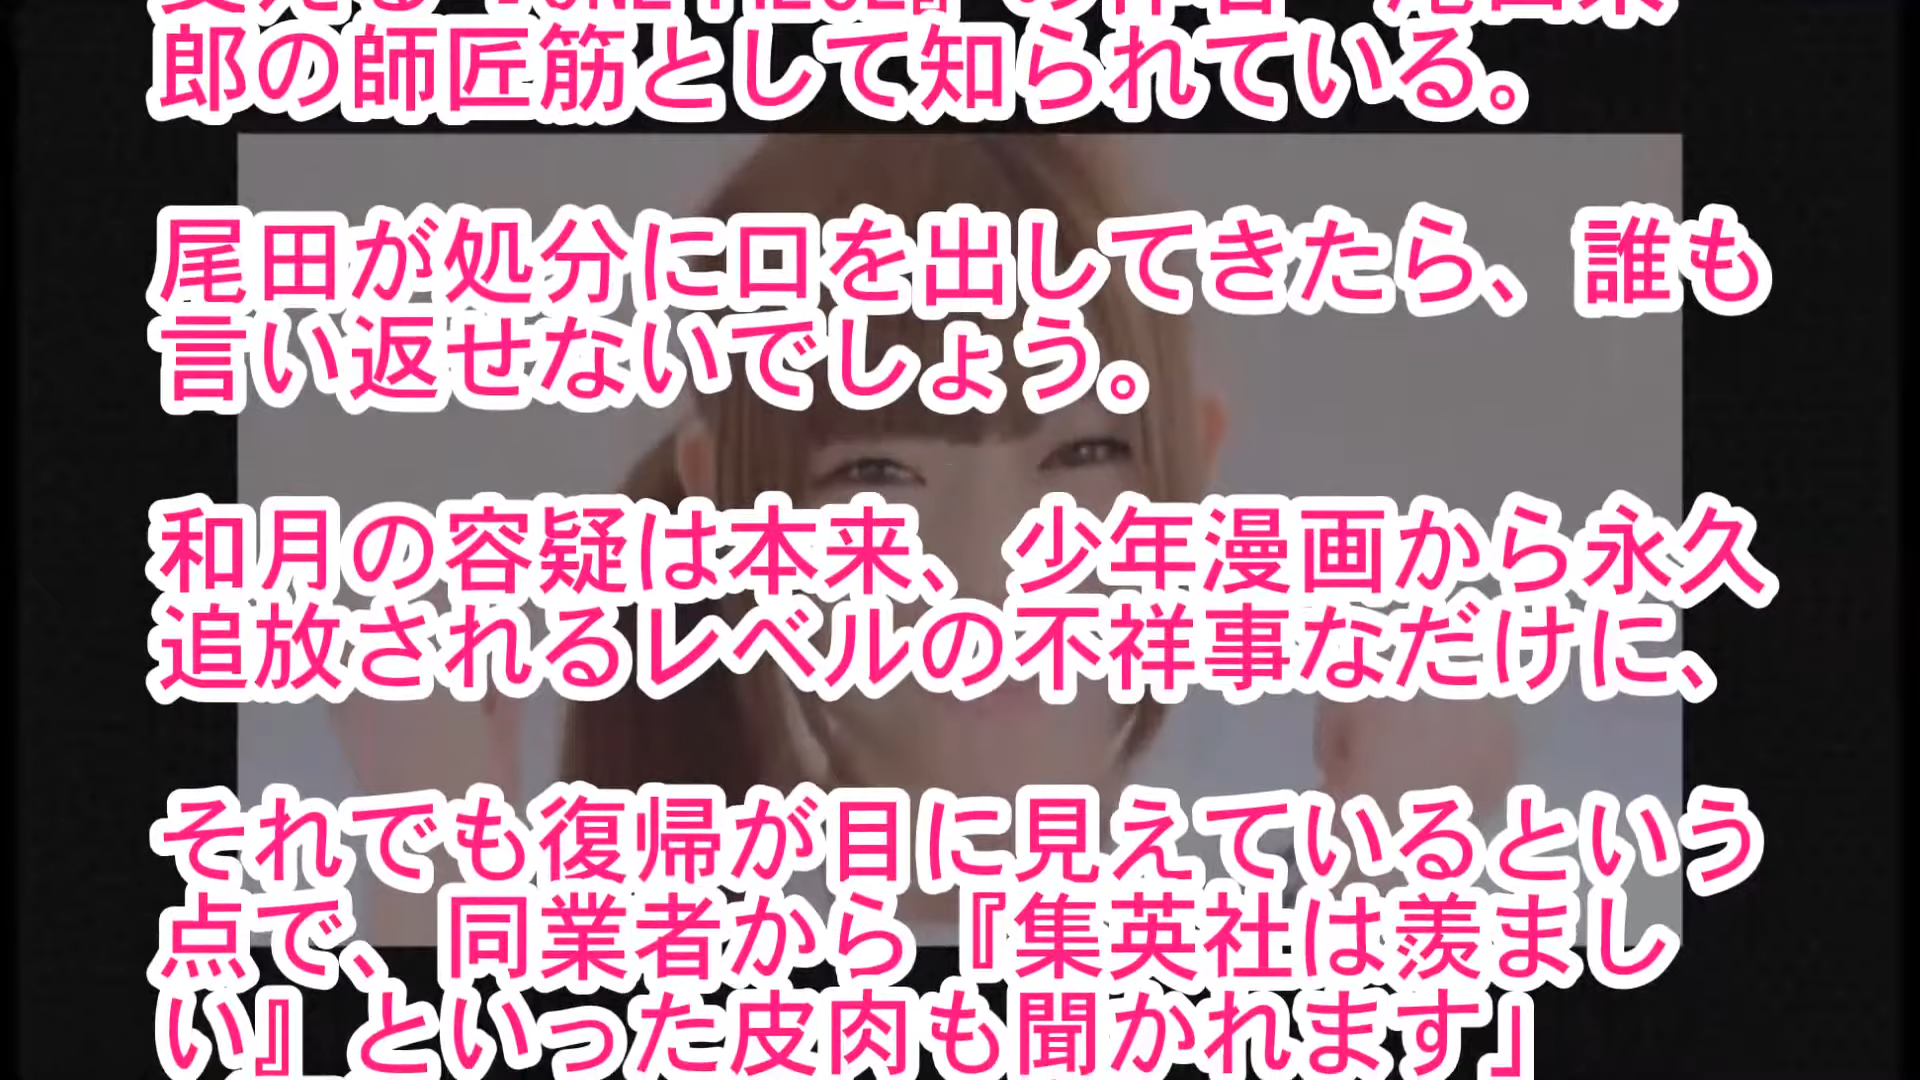 郎の師匠筋として知られている。
尾田が処分に口を出してきたら、誰も
言い返せないでしょう。
和月の容疑は本来、少年漫画から永久
追放されるレベルの不祥事なだけに、
それでも復帰が目に見えているという
点で、同業者から『集英社は羨まし
い』といった皮肉も聞かれます」